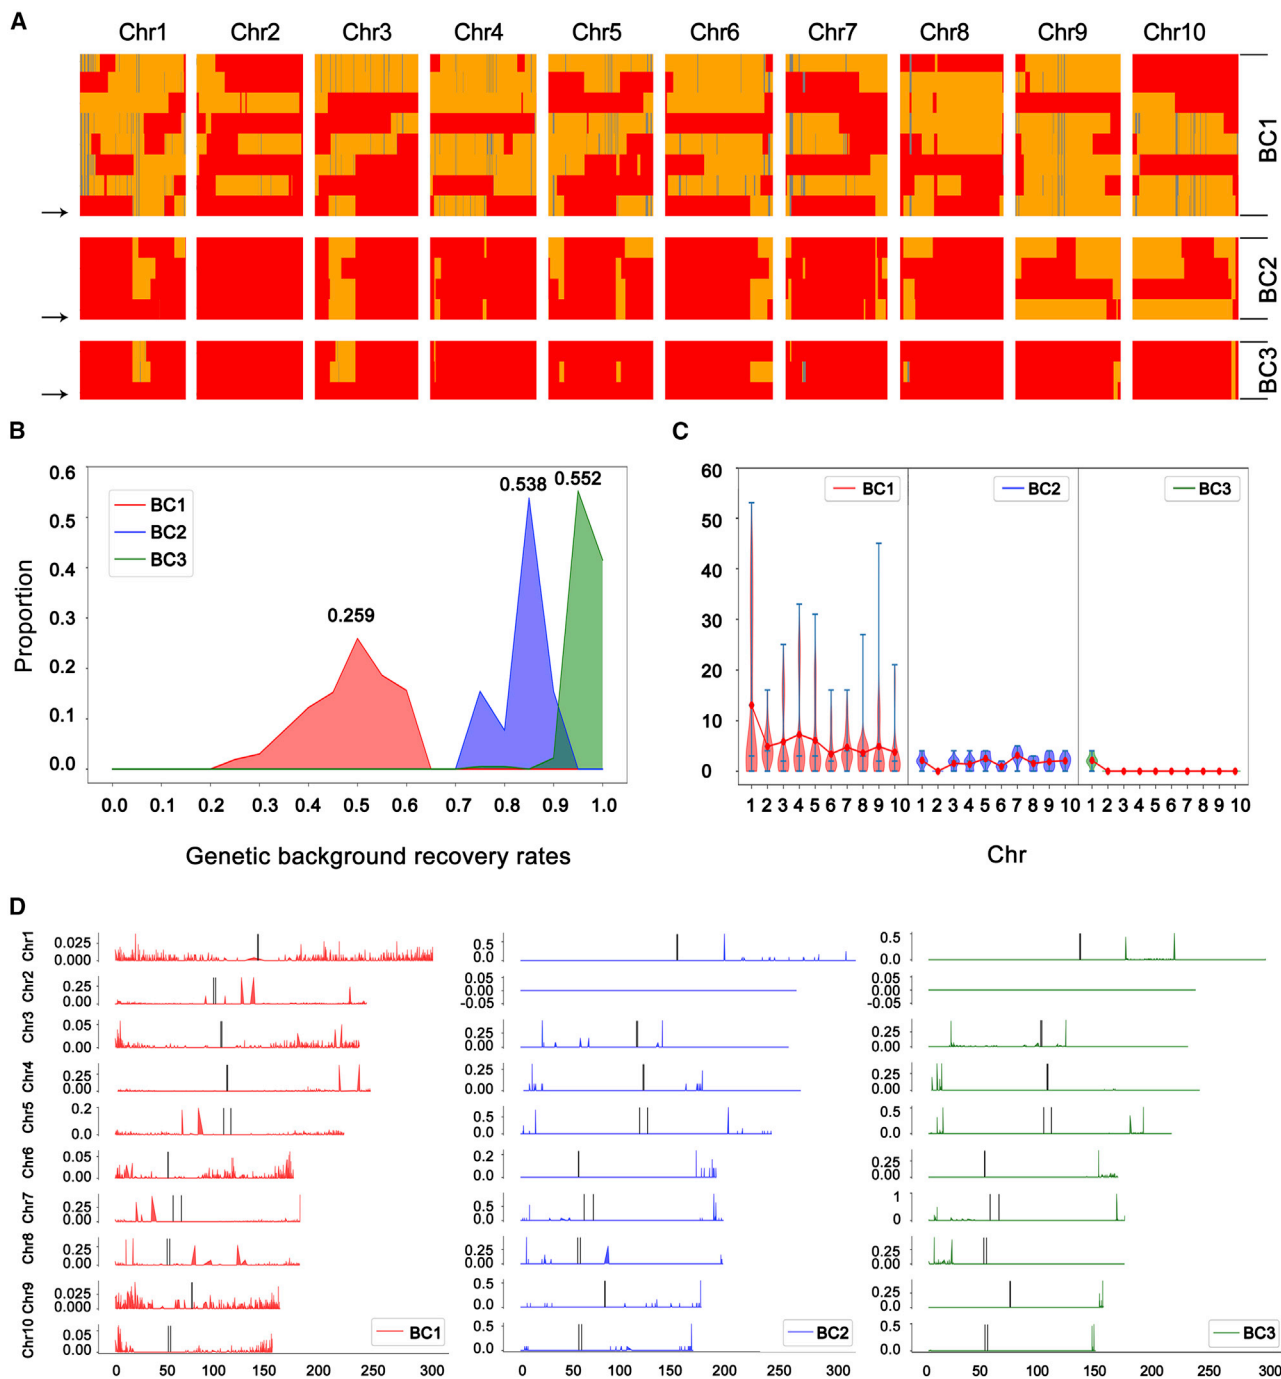 A
Chr1 Chr2 Chr3 Chr4 Chr5 Chr6 Chr7 Chr8 Chr9 Chr10
BC1
BC2
BC3
B
0.6
0.5
0.4
0.3
0.2
0.1
0.0
Proportion
BC1
BC2
BC3
0.259
0.538
0.552
0.0 0.1 0.2 0.3 0.4 0.5 0.6 0.7 0.8 0.9 1.0
Genetic background recovery rates
C
60
50
40
30
20
10
0
BC1
BC2
BC3
1 2 3 4 5 6 7 8 9 10
1 2 3 4 5 6 7 8 9 10
1 2 3 4 5 6 7 8 9 10
Chr
D
Chr1
0.025
0.000
0.5
0.0
0.5
0.0
Chr2
0.25
0.00
0.05
0.00
-0.05
0.05
0.00
-0.05
Chr3
0.05
0.00
0.25
0.00
0.25
0.00
Chr4
0.25
0.00
0.25
0.00
0.25
0.00
Chr5
0.2
0.0
0.5
0.0
0.5
0.0
Chr6
0.05
0.00
0.2
0.0
0.25
0.00
Chr7
0.25
0.00
0.5
0.0
1
0
Chr8
0.25
0.00
0.25
0.00
0.25
0.00
Chr9
0.025
0.000
0.5
0.0
0.25
0.00
Chr10
0.05
0.00
0.5
0.0
0.5
0.0
BC1
BC2
BC3
0 50 100 150 200 250 300
0 50 100 150 200 250 300
0 50 100 150 200 250 300